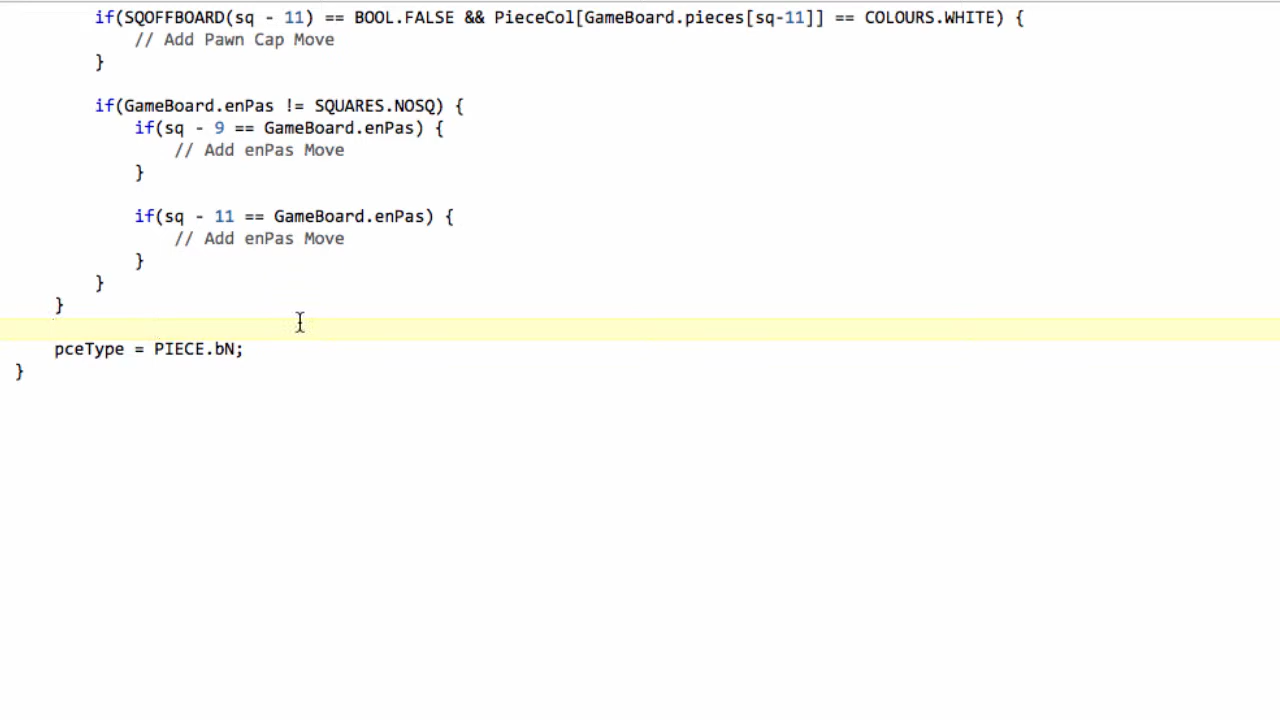 if(SQOFFBOARD(sq - 11) == BOOL.FALSE && PieceCol[GameBoard.pieces[sq-11]] == COLOURS.WHITE) {
// Add Pawn Cap Move
}
if(GameBoard.enPas != SQUARES.NOSQ) {
if(sq - 9 == GameBoard.enPas) {
// Add enPas Move
}
if(sq - 11 == GameBoard.enPas) {
// Add enPas Move
}
}
}
pceType = PIECE.bN;
}